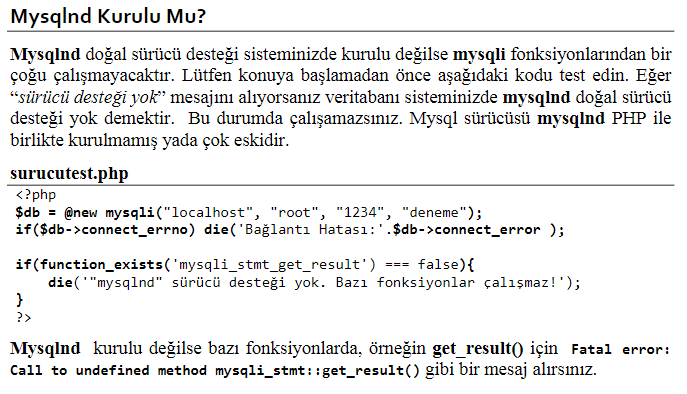 Mysqlnd Kurulu Mu?
Mysqlnd doğal sürücü desteği sisteminizde kurulu değilse mysqli fonksiyonlarından bir
çoğu çalışmayacaktır. Lütfen konuya başlamadan önce aşağıdaki kodu test edin. Eğer
“sürücü desteği yok” mesajını alıyorsanız veritabanı sisteminizde mysqlnd doğal sürücü
desteği yok demektir.  Bu durumda çalışamazsınız. Mysql sürücüsü mysqlnd PHP ile
birlikte kurulmamış yada çok eskidir.
surucutest.php
<?php
$db = @new mysqli("localhost", "root", "1234", "deneme");
if($db->connect_errno) die('Bağlantı Hatası:'.$db->connect_error );
if(function_exists('mysqli_stmt_get_result') === false){
    die('"mysqlnd" sürücü desteği yok. Bazı fonksiyonlar çalışmaz!');
}
?>
Mysqlnd  kurulu değilse bazı fonksiyonlarda, örneğin get_result() için  Fatal error:
Call to undefined method mysqli_stmt::get_result() gibi bir mesaj alırsınız.